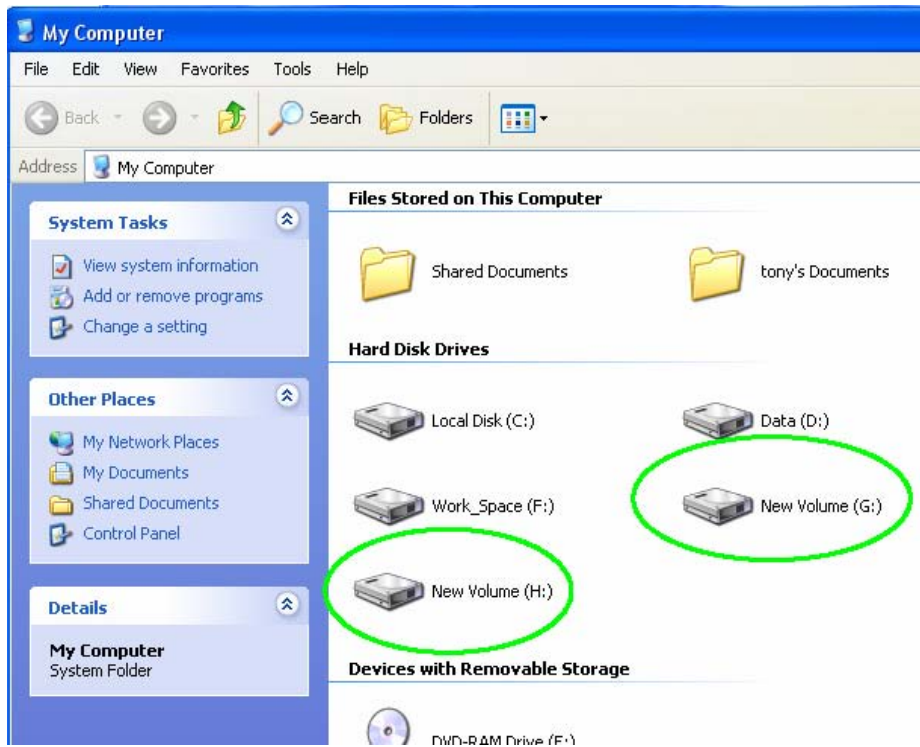 My Computer
File Edit View Favorites Tools Help
Back Search Folders
Address My Computer
System Tasks
View system information
Add or remove programs
Change a setting
Other Places
My Network Places
My Documents
Shared Documents
Control Panel
Details
My Computer
System Folder
Files Stored on This Computer
Shared Documents tony's Documents
Hard Disk Drives
Local Disk (C:) Data (D:)
Work_Space (F:) New Volume (G:)
New Volume (H:)
Devices with Removable Storage
DVD-RAM Drive (E:)